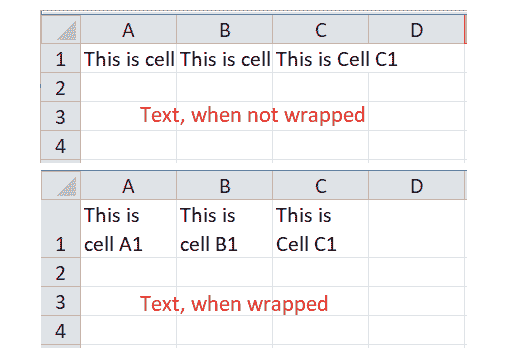 A B C D
1 This is cell This is cell This is Cell C1
2
3 Text, when not wrapped
4
A B C D
This is This is This is
1 cell A1 cell B1 Cell C1
2
3 Text, when wrapped
4